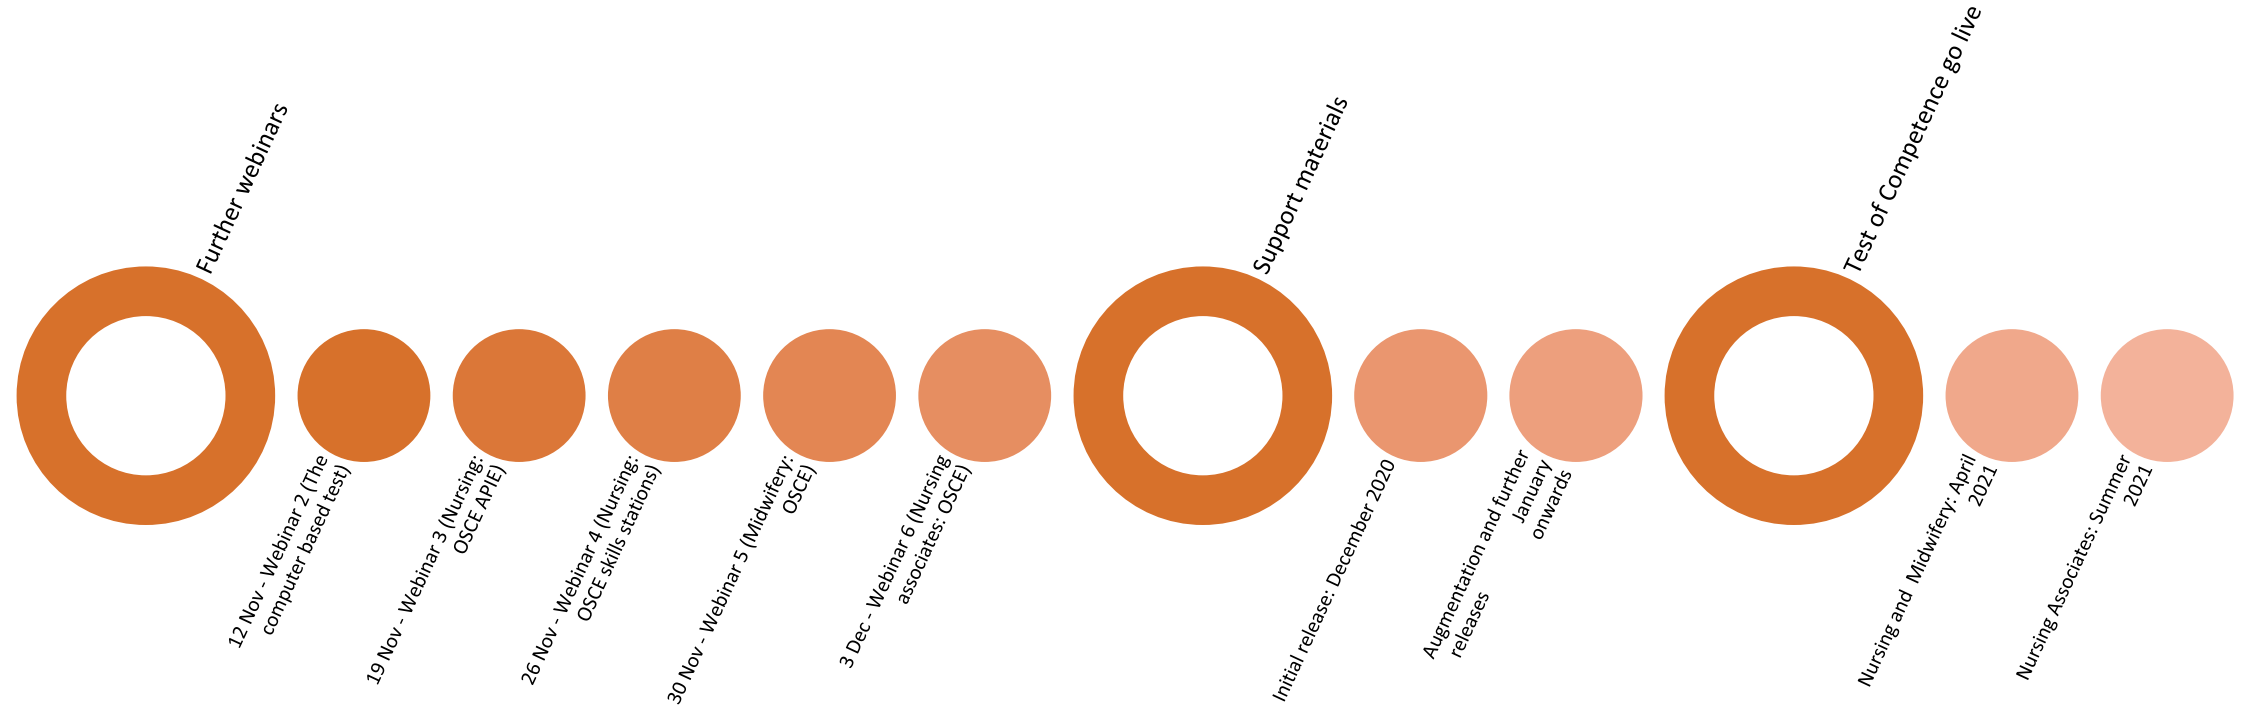 Further webinars
12 Nov - Webinar 2 (The
computer based test)
19 Nov - Webinar 3 (Nursing:
OSCE APIE)
26 Nov - Webinar 4 (Nursing:
OSCE skills stations)
30 Nov - Webinar 5 (Midwifery:
OSCE)
3 Dec - Webinar 6 (Nursing
associates: OSCE)
Support materials
Initial release: December 2020
Augmentation and further
releases January
onwards
Test of Competence go live
Nursing and Midwifery: April
2021
Nursing Associates: Summer
2021